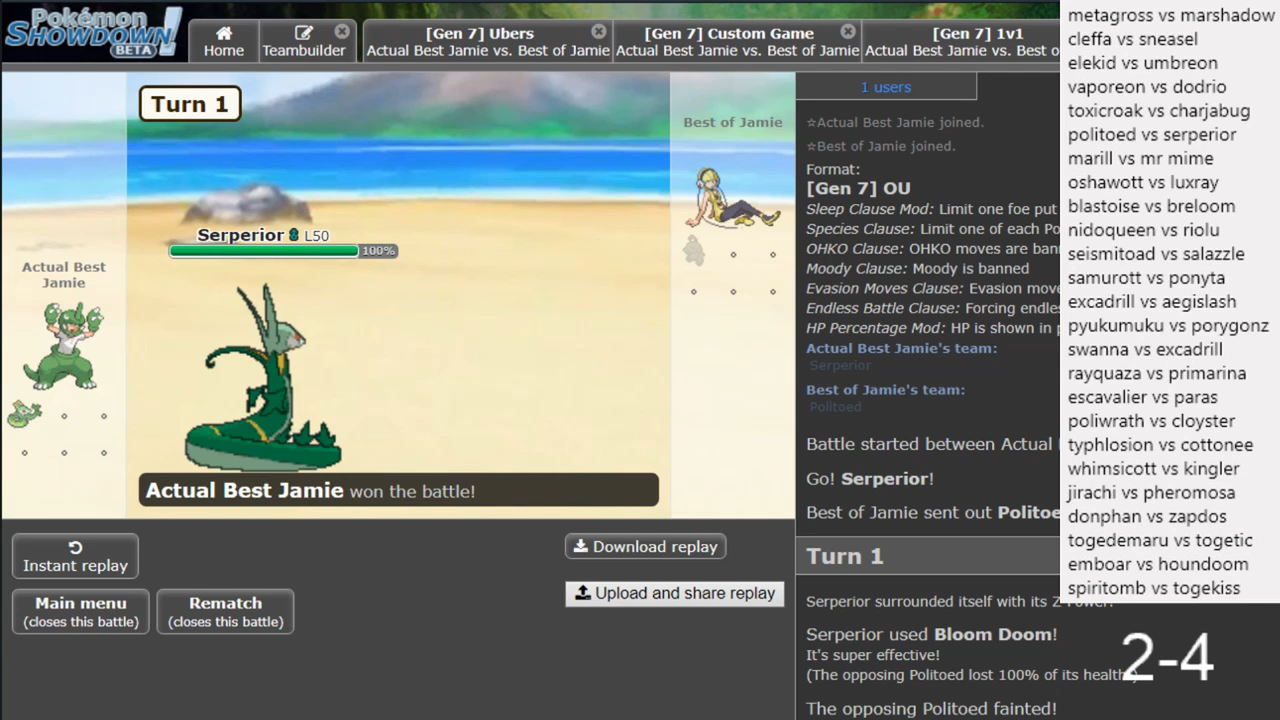 Pokémon
SHOWDOWN!
BETA
Home
Teambuilder
[Gen 7] Ubers
Actual Best Jamie vs. Best of Jamie
[Gen 7] Custom Game
Actual Best Jamie vs. Best of Jamie
[Gen 7] 1v1
Actual Best Jamie vs. Best o
Turn 1
Serperior L50
100%
Actual Best
Jamie
Best of Jamie
Actual Best Jamie won the battle!
Instant replay
Main menu
(closes this battle)
Rematch
(closes this battle)
Download replay
Upload and share replay
1 users
☆Actual Best Jamie joined.
☆Best of Jamie joined.
Format:
[Gen 7] OU
Sleep Clause Mod: Limit one foe put
Species Clause: Limit one of each Po
OHKO Clause: OHKO moves are bann
Moody Clause: Moody is banned
Evasion Moves Clause: Evasion move
Endless Battle Clause: Forcing endles
HP Percentage Mod: HP is shown in p
Actual Best Jamie's team:
Serperior
Best of Jamie's team:
Politoed
Battle started between Actual
Go! Serperior!
Best of Jamie sent out Politoe
Turn 1
Serperior surrounded itself with its Z-Power!
Serperior used Bloom Doom!
It's super effective!
(The opposing Politoed lost 100% of its health!)
The opposing Politoed fainted!
metagross vs marshadow
cleffa vs sneasel
elekid vs umbreon
vaporeon vs dodrio
toxicroak vs charjabug
politoed vs serperior
marill vs mr mime
oshawott vs luxray
blastoise vs breloom
nidoqueen vs riolu
seismitoad vs salazzle
samurott vs ponyta
excadrill vs aegislash
pyukumuku vs porygonz
swanna vs excadrill
rayquaza vs primarina
escavalier vs paras
poliwrath vs cloyster
typhlosion vs cottonee
whimsicott vs kingler
jirachi vs pheromosa
donphan vs zapdos
togedemaru vs togetic
emboar vs houndoom
spiritomb vs togekiss
2-4